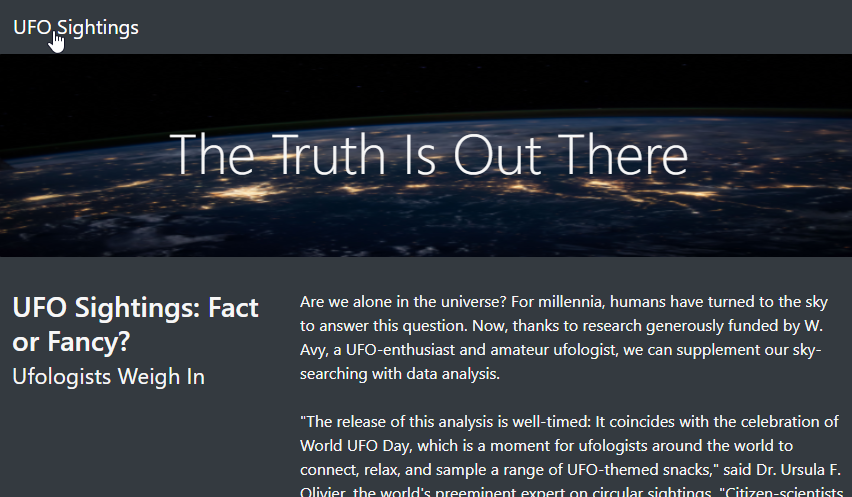 UFO Sightings
The Truth Is Out There
UFO Sightings: Fact
or Fancy?
Ufologists Weigh In
Are we alone in the universe? For millennia, humans have turned to the sky
to answer this question. Now, thanks to research generously funded by W.
Avy, a UFO-enthusiast and amateur ufologist, we can supplement our sky-
searching with data analysis.
"The release of this analysis is well-timed: It coincides with the celebration of
World UFO Day, which is a moment for ufologists around the world to
connect, relax, and sample a range of UFO-themed snacks," said Dr. Ursula F.
Olivier, the world's preeminent expert on circular sightings. "Citizen-scientists